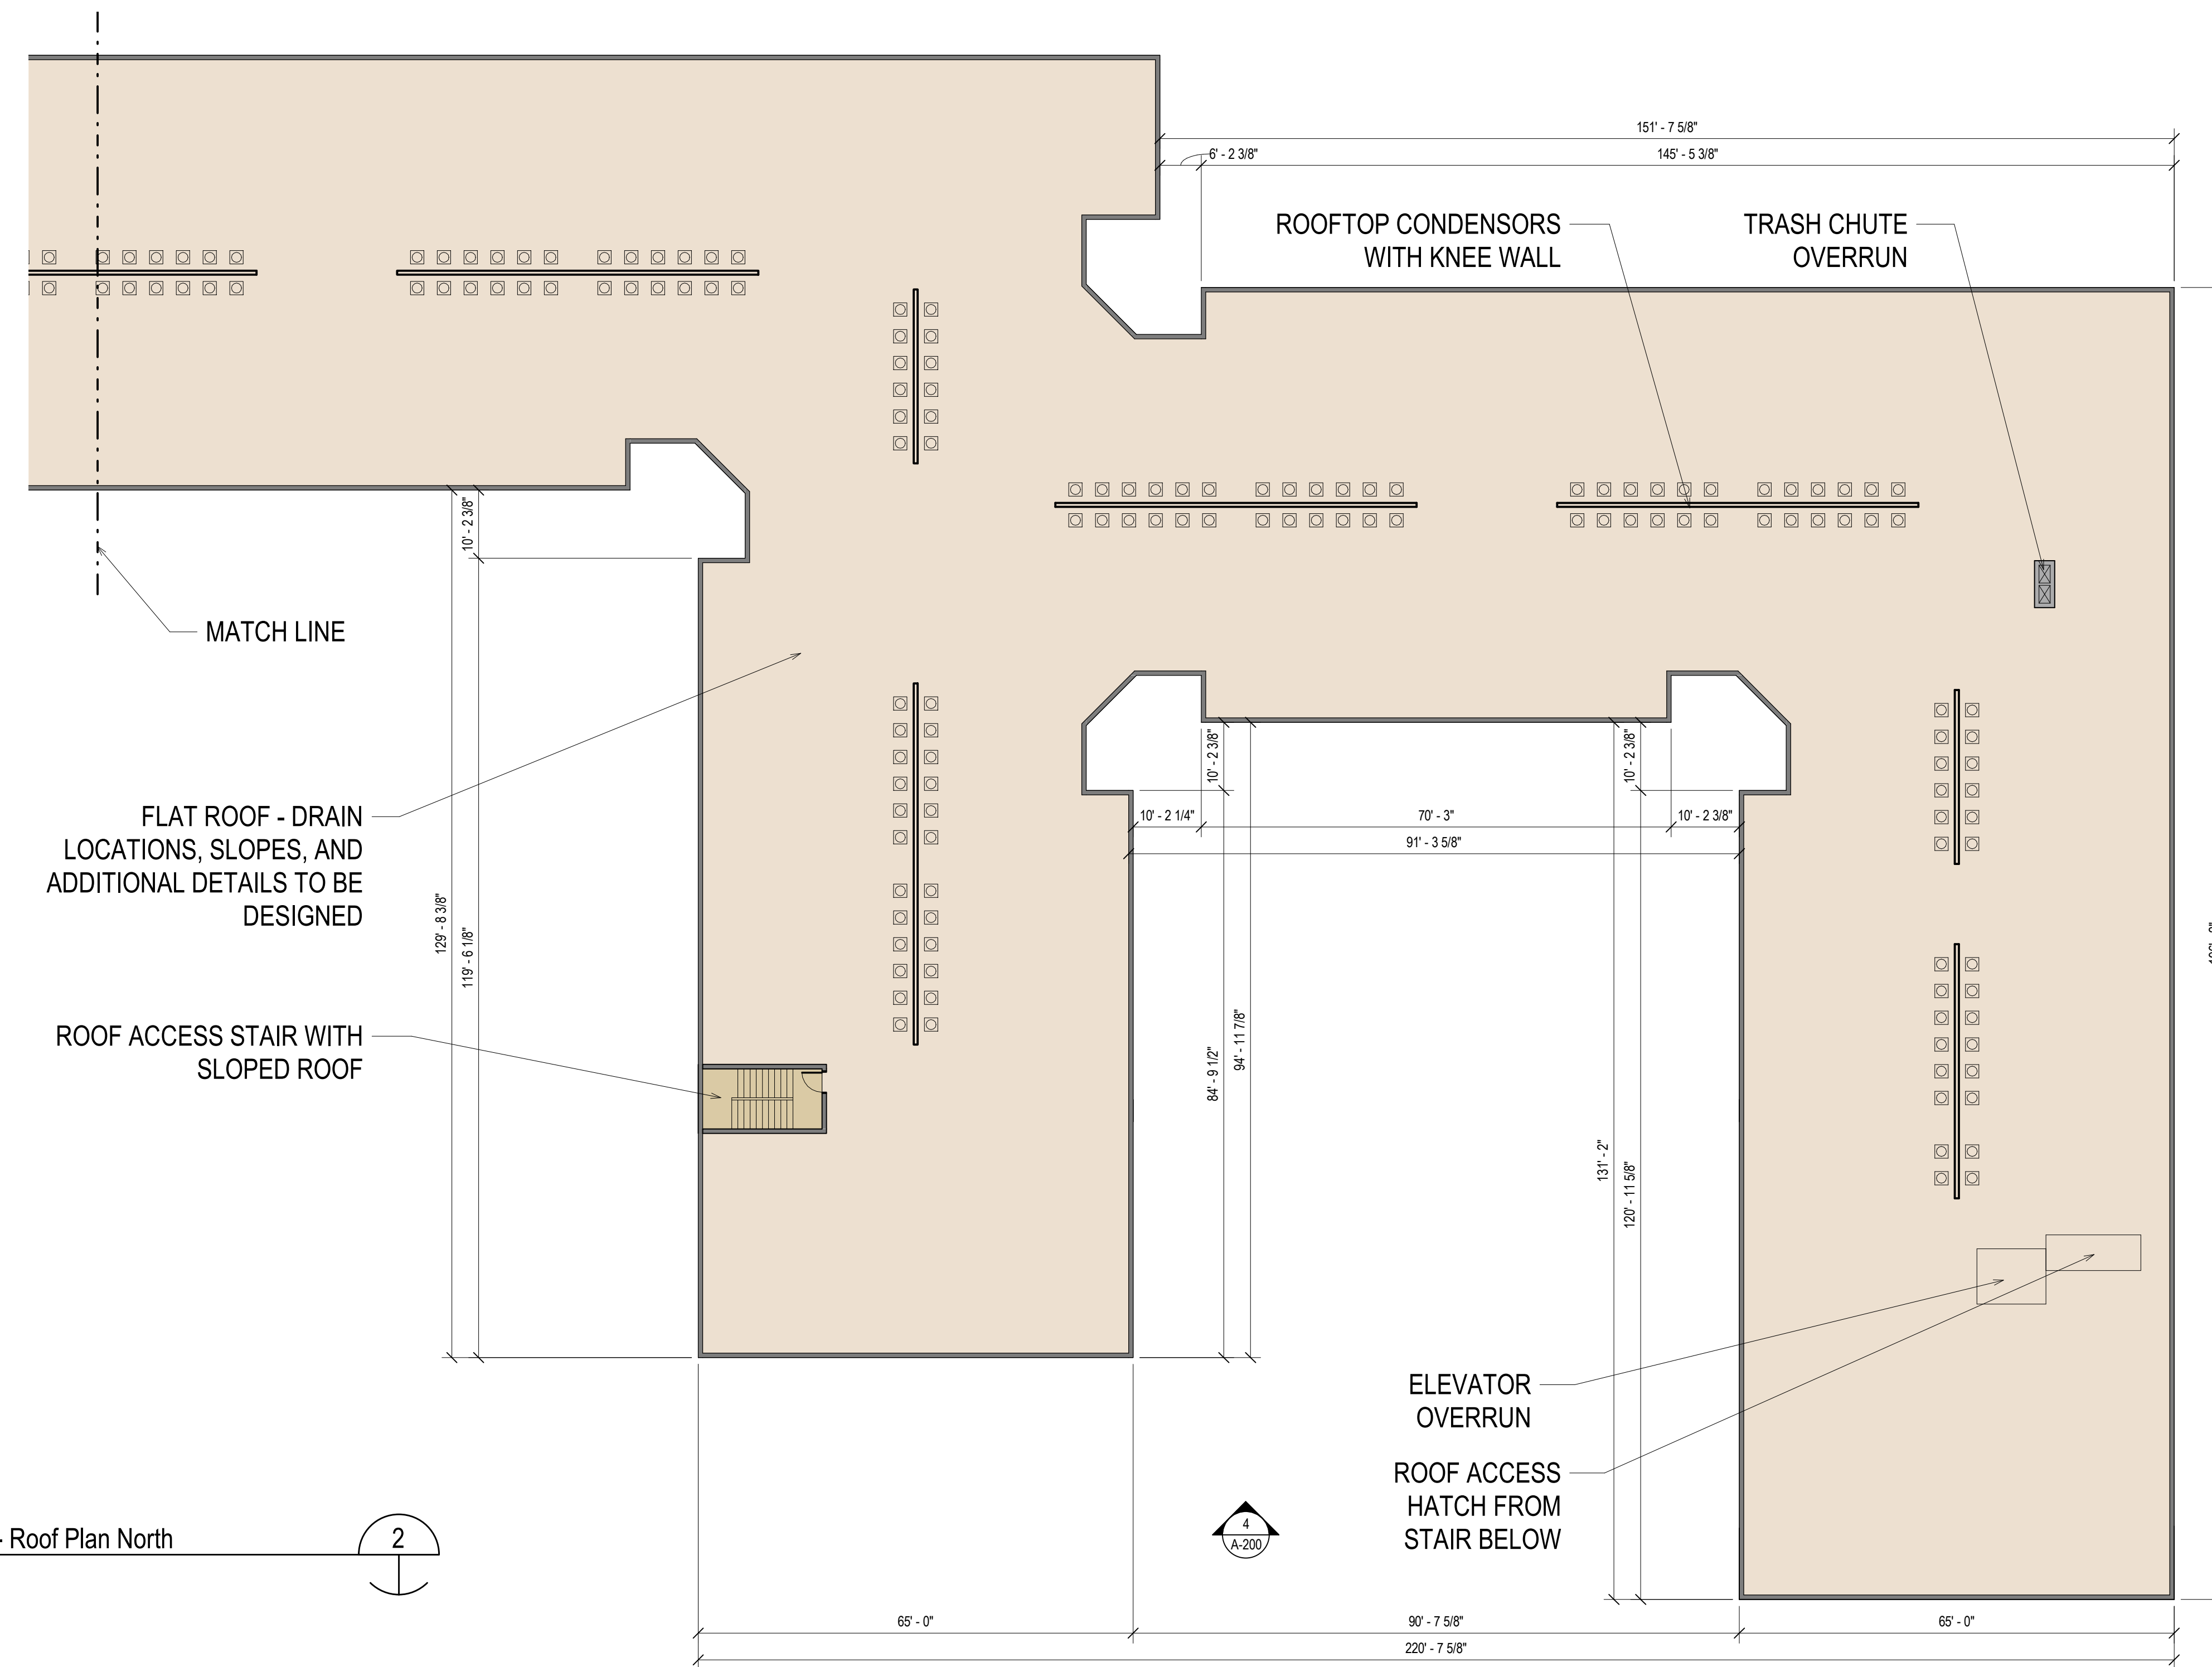 151' - 7 5/8"
6' - 2 3/8"
145' - 5 3/8"
ROOFTOP CONDENSORS
WITH KNEE WALL
TRASH CHUTE
OVERRUN
10' - 2 3/8"
MATCH LINE
10' - 2 3/8"
10' - 2 3/8"
10' - 2 1/4"
70' - 3"
10' - 2 3/8"
91' - 3 5/8"
FLAT ROOF - DRAIN
LOCATIONS, SLOPES, AND
ADDITIONAL DETAILS TO BE
DESIGNED
129' - 8 3/8"
119' - 6 1/8"
ROOF ACCESS STAIR WITH
SLOPED ROOF
84' - 9 1/2"
94' - 11 7/8"
131' - 2"
120' - 11 5/8"
ELEVATOR
OVERRUN
ROOF ACCESS
HATCH FROM
STAIR BELOW
- Roof Plan North
2
4
A-200
65' - 0"
90' - 7 5/8"
65' - 0"
220' - 7 5/8"